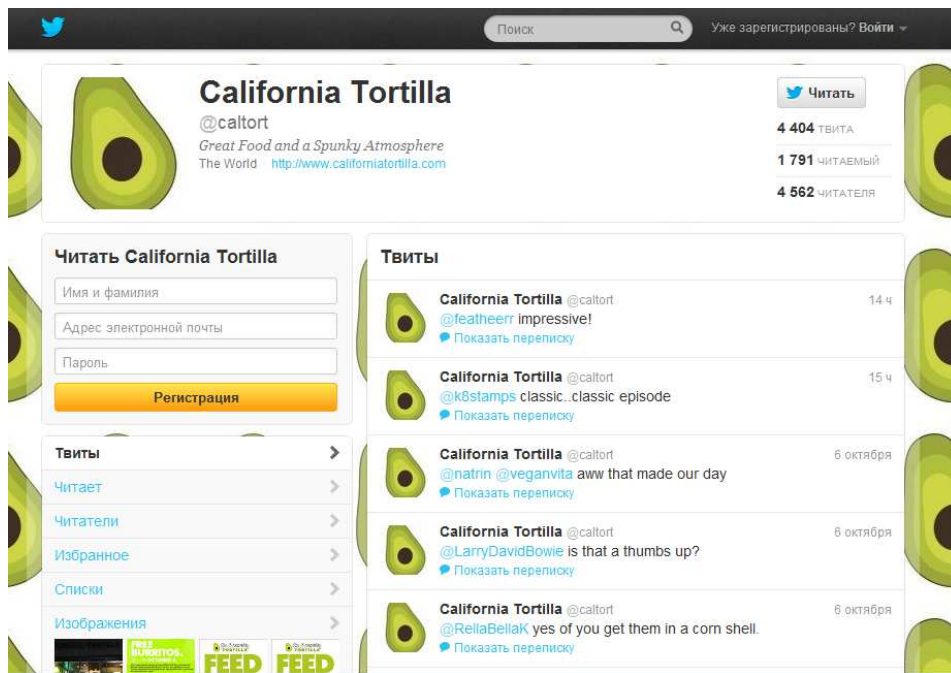 Поиск
Уже зарегистрированы? Войти
California Tortilla
@caltort
Great Food and a Spunky Atmosphere
The World http://www.californiatortilla.com
Читать
4 404 ТВИТА
1 791 ЧИТАЕМЫЙ
4 562 ЧИТАТЕЛЯ
Читать California Tortilla
Имя и фамилия
Адрес электронной почты
Пароль
Регистрация
Твиты
Читает
Читатели
Избранное
Списки
Изображения
FREE
BURRITOS.
FEED
FEED
Твиты
California Tortilla @caltort 14 ч
@featheerr impressive!
Показать переписку
California Tortilla @caltort 15 ч
@k8stamps classic..classic episode
Показать переписку
California Tortilla @caltort 6 октября
@natrin @veganvita aww that made our day
Показать переписку
California Tortilla @caltort 6 октября
@LarryDavidBowie is that a thumbs up?
Показать переписку
California Tortilla @caltort 6 октября
@RellaBellaK yes of you get them in a corn shell.
Показать переписку